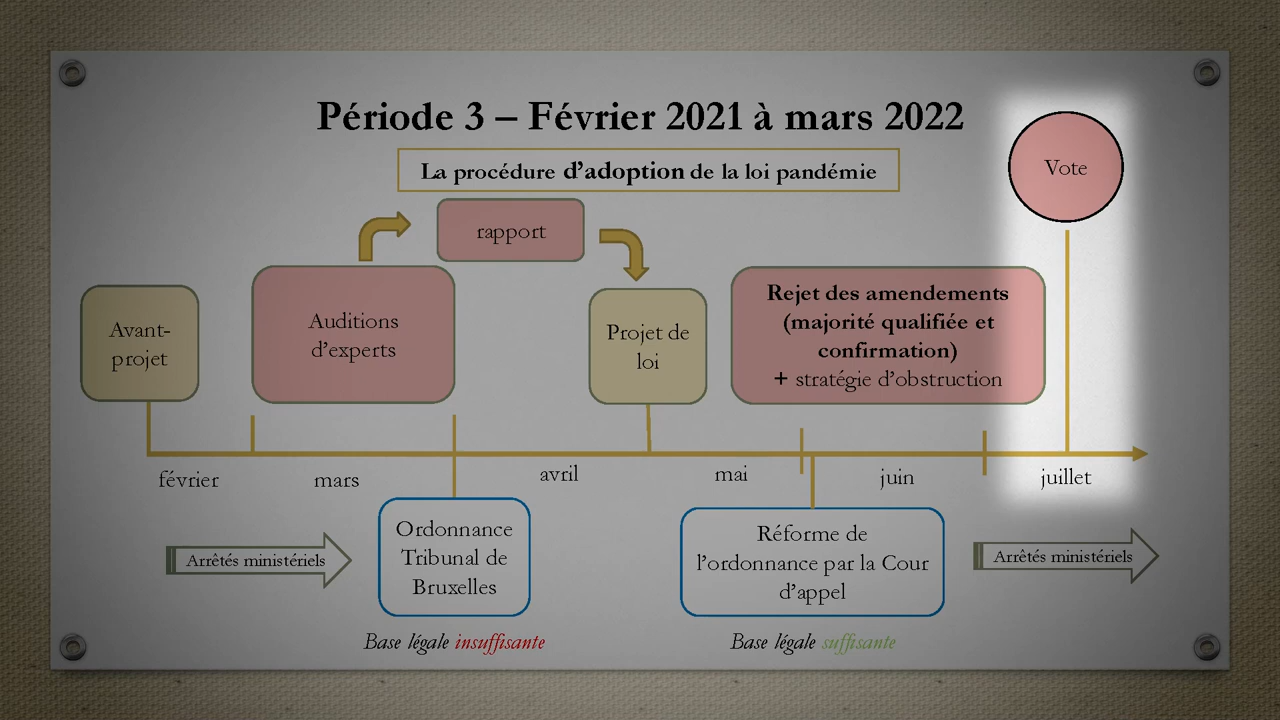 Période 3 – Février 2021 à mars 2022
Vote
La procédure d’adoption de la loi pandémie
rapport
Avant-
projet
Auditions
d’experts
Projet de
loi
Rejet des amendements
(majorité qualifiée et
confirmation)
+ stratégie d’obstruction
février
mars
avril
mai
juin
juillet
Arrêtés ministériels
Ordonnance
Tribunal de
Bruxelles
Réforme de
l’ordonnance par la Cour
d’appel
Arrêtés ministériels
Base légale insuffisante
Base légale suffisante